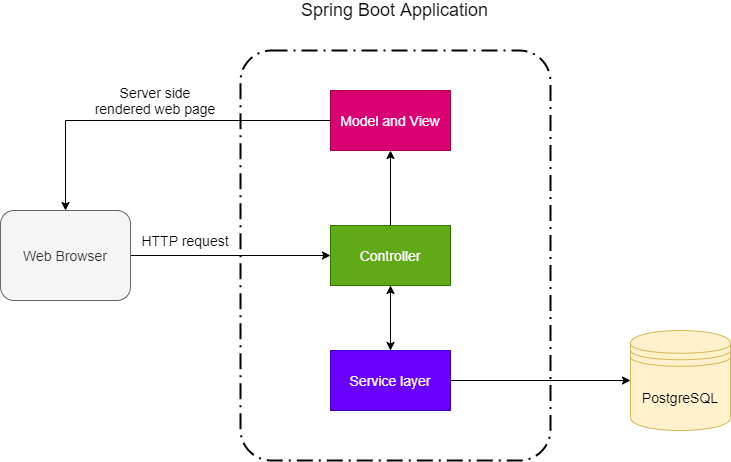 Spring Boot Application
Server side
rendered web page
Model and View
Web Browser
HTTP request
Controller
Service layer
PostgreSQL